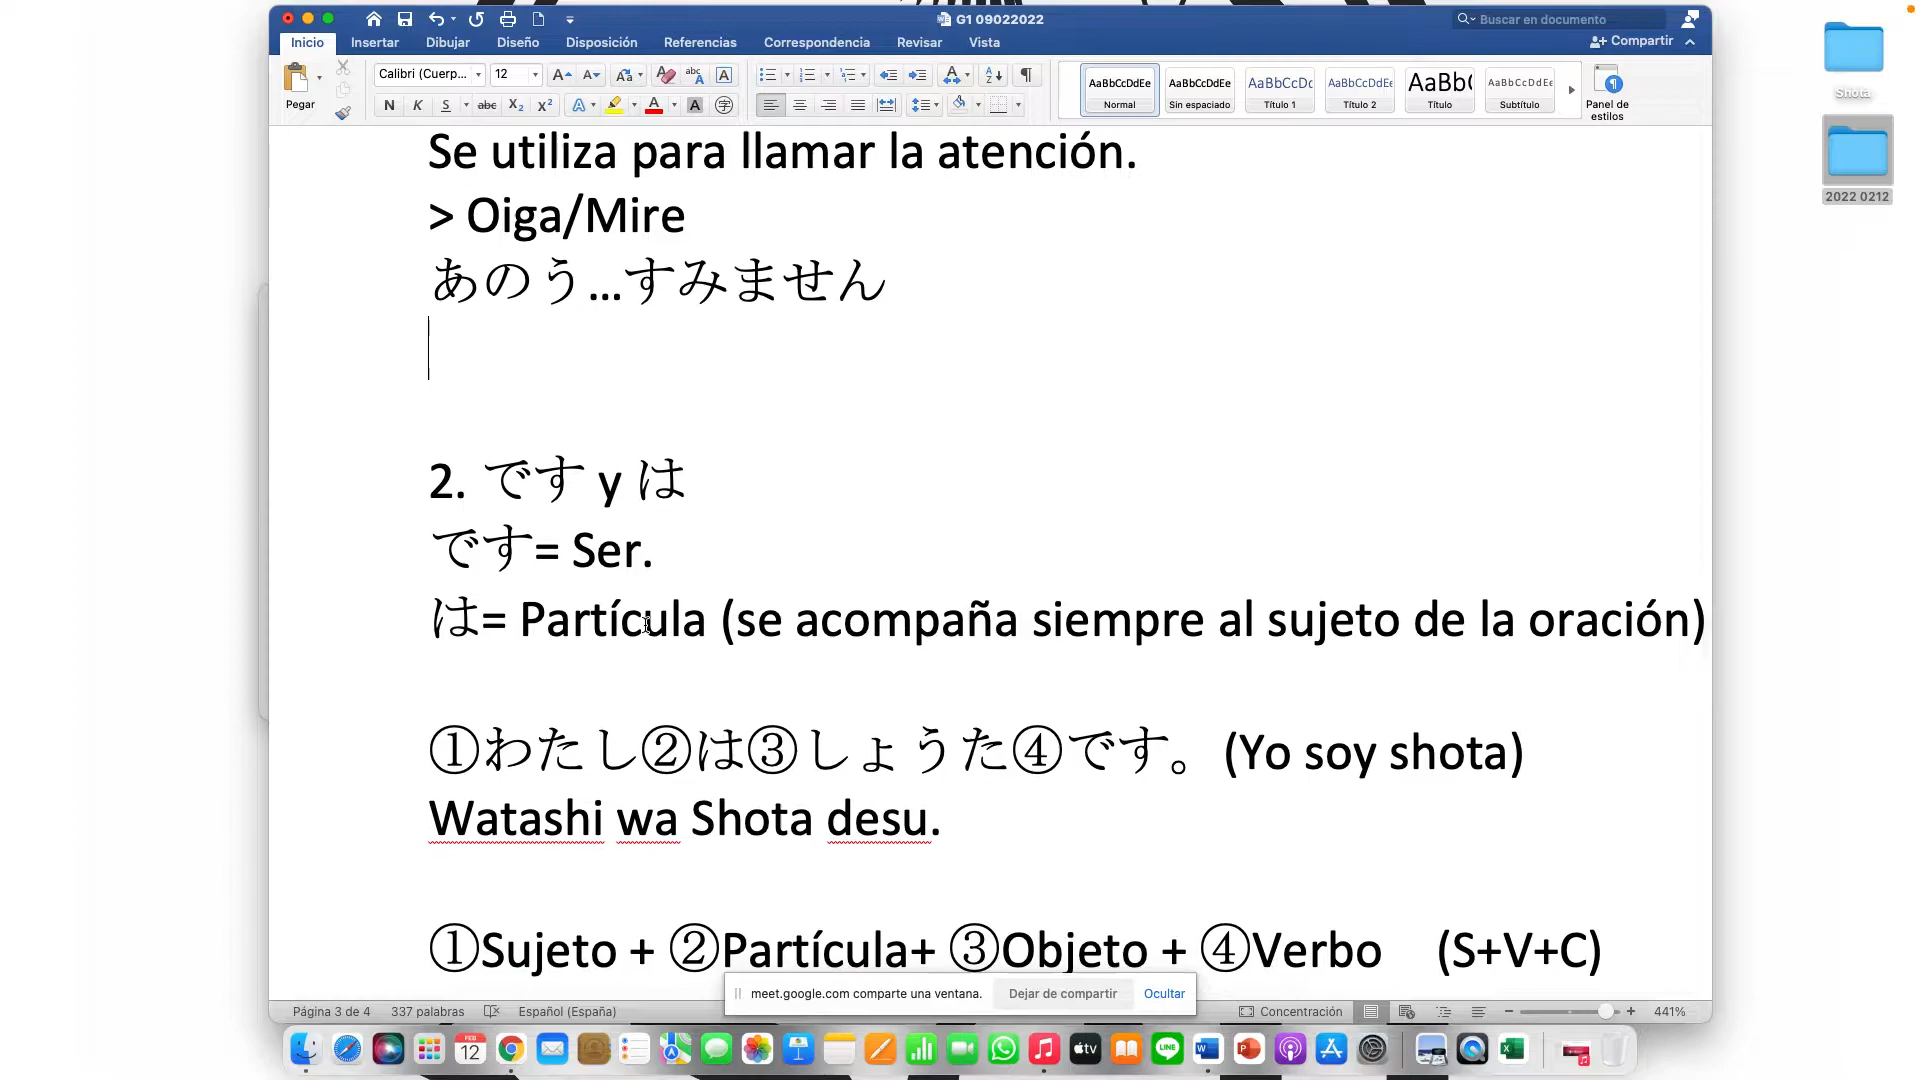 G1 09022022
Buscar en documento
Inicio Insertar Dibujar Diseño Disposición Referencias Correspondencia Revisar Vista
Compartir
Pegar
Calibri (Cuerp... 12
AaBbCcDdEe Normal
AaBbCcDdEe Sin espaciado
AaBbCcDc Título 1
AaBbCcDdEe Título 2
AaBb( Título
AaBbCcDdEe Subtítulo
Panel de estilos
Shota
2022 0212
Se utiliza para llamar la atención.
> Oiga/Mire
あのう...すみません
2. です y は
です= Ser.
は= Partícula (se acompaña siempre al sujeto de la oración)
①わたし②は③しょうた④です。(Yo soy shota)
Watashi wa Shota desu.
①Sujeto + ②Partícula+ ③Objeto + ④Verbo (S+V+C)
meet.google.com comparte una ventana. Dejar de compartir Ocultar
Página 3 de 4 337 palabras Español (España) Concentración 441%
FEB 12
tv